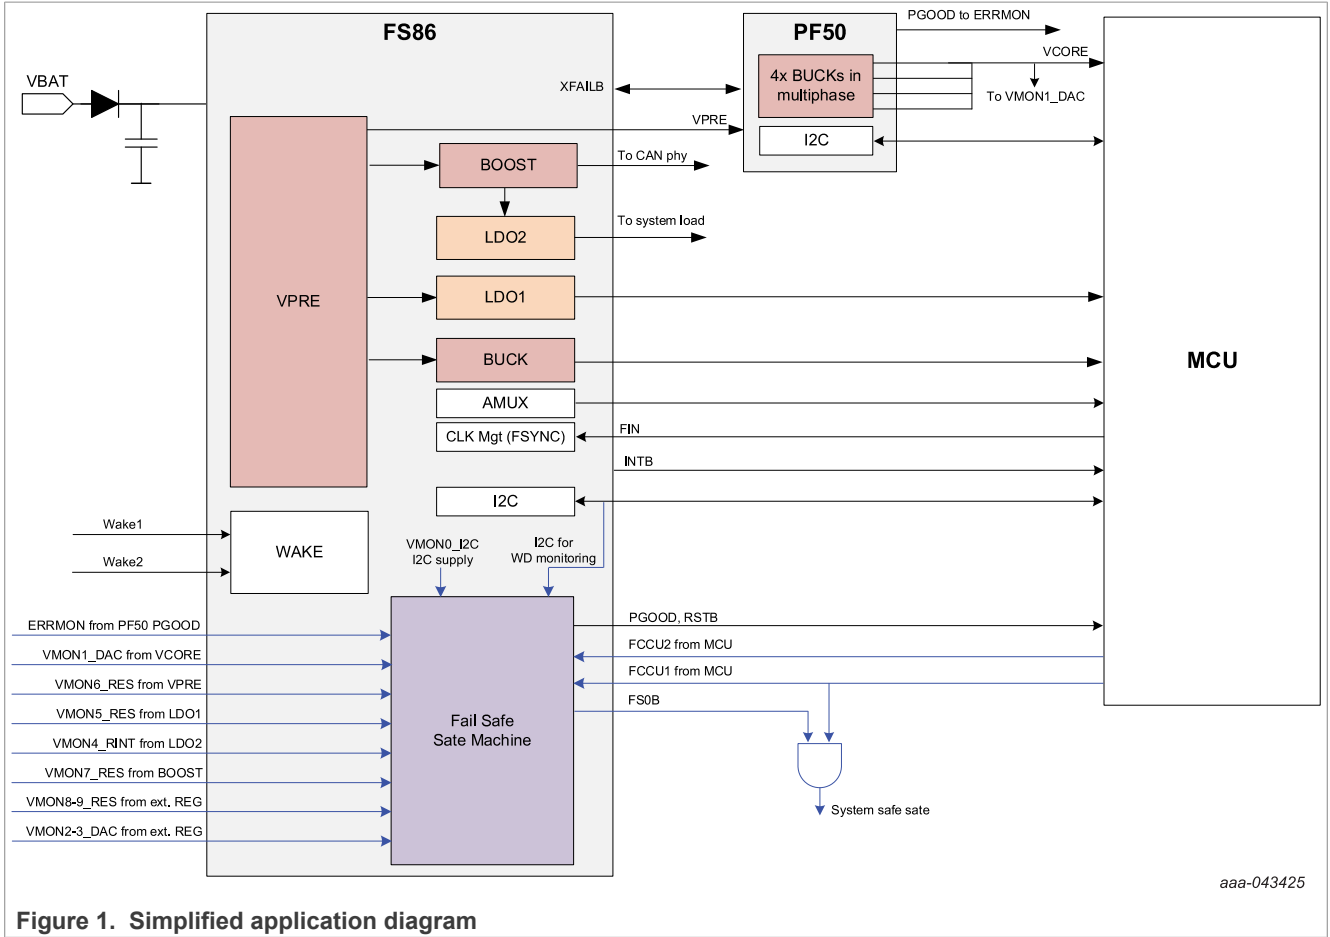 FS86
PF50
PGOOD to ERRMON
VCORE
VBAT
XFAILB
4x BUCKs in
multiphase
To VMON1_DAC
VPRE
I2C
BOOST
To CAN phy
LDO2
To system load
VPRE
LDO1
BUCK
MCU
AMUX
CLK Mgt (FSYNC)
FIN
INTB
I2C
Wake1
WAKE
Wake2
VMON0_I2C
I2C supply
I2C for
WD monitoring
ERRMON from PF50 PGOOD
VMON1_DAC from VCORE
VMON6_RES from VPRE
VMON5_RES from LDO1
VMON4_RINT from LDO2
VMON7_RES from BOOST
VMON8-9_RES from ext. REG
VMON2-3_DAC from ext. REG
Fail Safe
Sate Machine
PGOOD, RSTB
FCCU2 from MCU
FCCU1 from MCU
FS0B
System safe sate
aaa-043425
Figure 1. Simplified application diagram